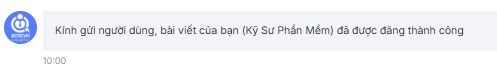 Kính gửi người dùng, bài viết của bạn (Kỹ Sư Phần Mềm) đã được đăng thành công
10:00